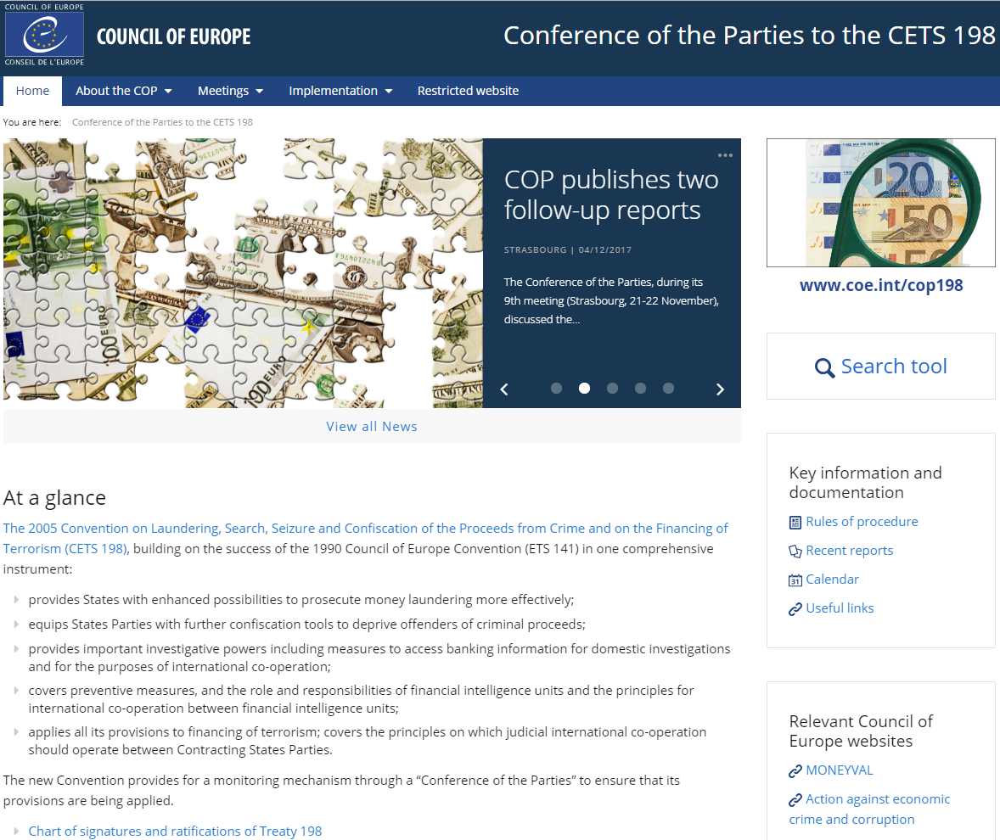 COUNCIL OF EUROPE
CONSEIL DE L'EUROPE
COUNCIL OF EUROPE
Conference of the Parties to the CETS 198
Home
About the COP
Meetings
Implementation
Restricted website
You are here: Conference of the Parties to the CETS 198
100 EURO
100 EURO
COP publishes two
follow-up reports
STRASBOURG | 04/12/2017
The Conference of the Parties, during its
9th meeting (Strasbourg, 21-22 November),
discussed the...
View all News
20
50
www.coe.int/cop198
Search tool
At a glance
The 2005 Convention on Laundering, Search, Seizure and Confiscation of the Proceeds from Crime and on the Financing of
Terrorism (CETS 198), building on the success of the 1990 Council of Europe Convention (ETS 141) in one comprehensive
instrument:
provides States with enhanced possibilities to prosecute money laundering more effectively;
equips States Parties with further confiscation tools to deprive offenders of criminal proceeds;
provides important investigative powers including measures to access banking information for domestic investigations
and for the purposes of international co-operation;
covers preventive measures, and the role and responsibilities of financial intelligence units and the principles for
international co-operation between financial intelligence units;
applies all its provisions to financing of terrorism; covers the principles on which judicial international co-operation
should operate between Contracting States Parties.
The new Convention provides for a monitoring mechanism through a “Conference of the Parties” to ensure that its
provisions are being applied.
Chart of signatures and ratifications of Treaty 198
Key information and
documentation
Rules of procedure
Recent reports
31 Calendar
Useful links
Relevant Council of
Europe websites
MONEYVAL
Action against economic
crime and corruption